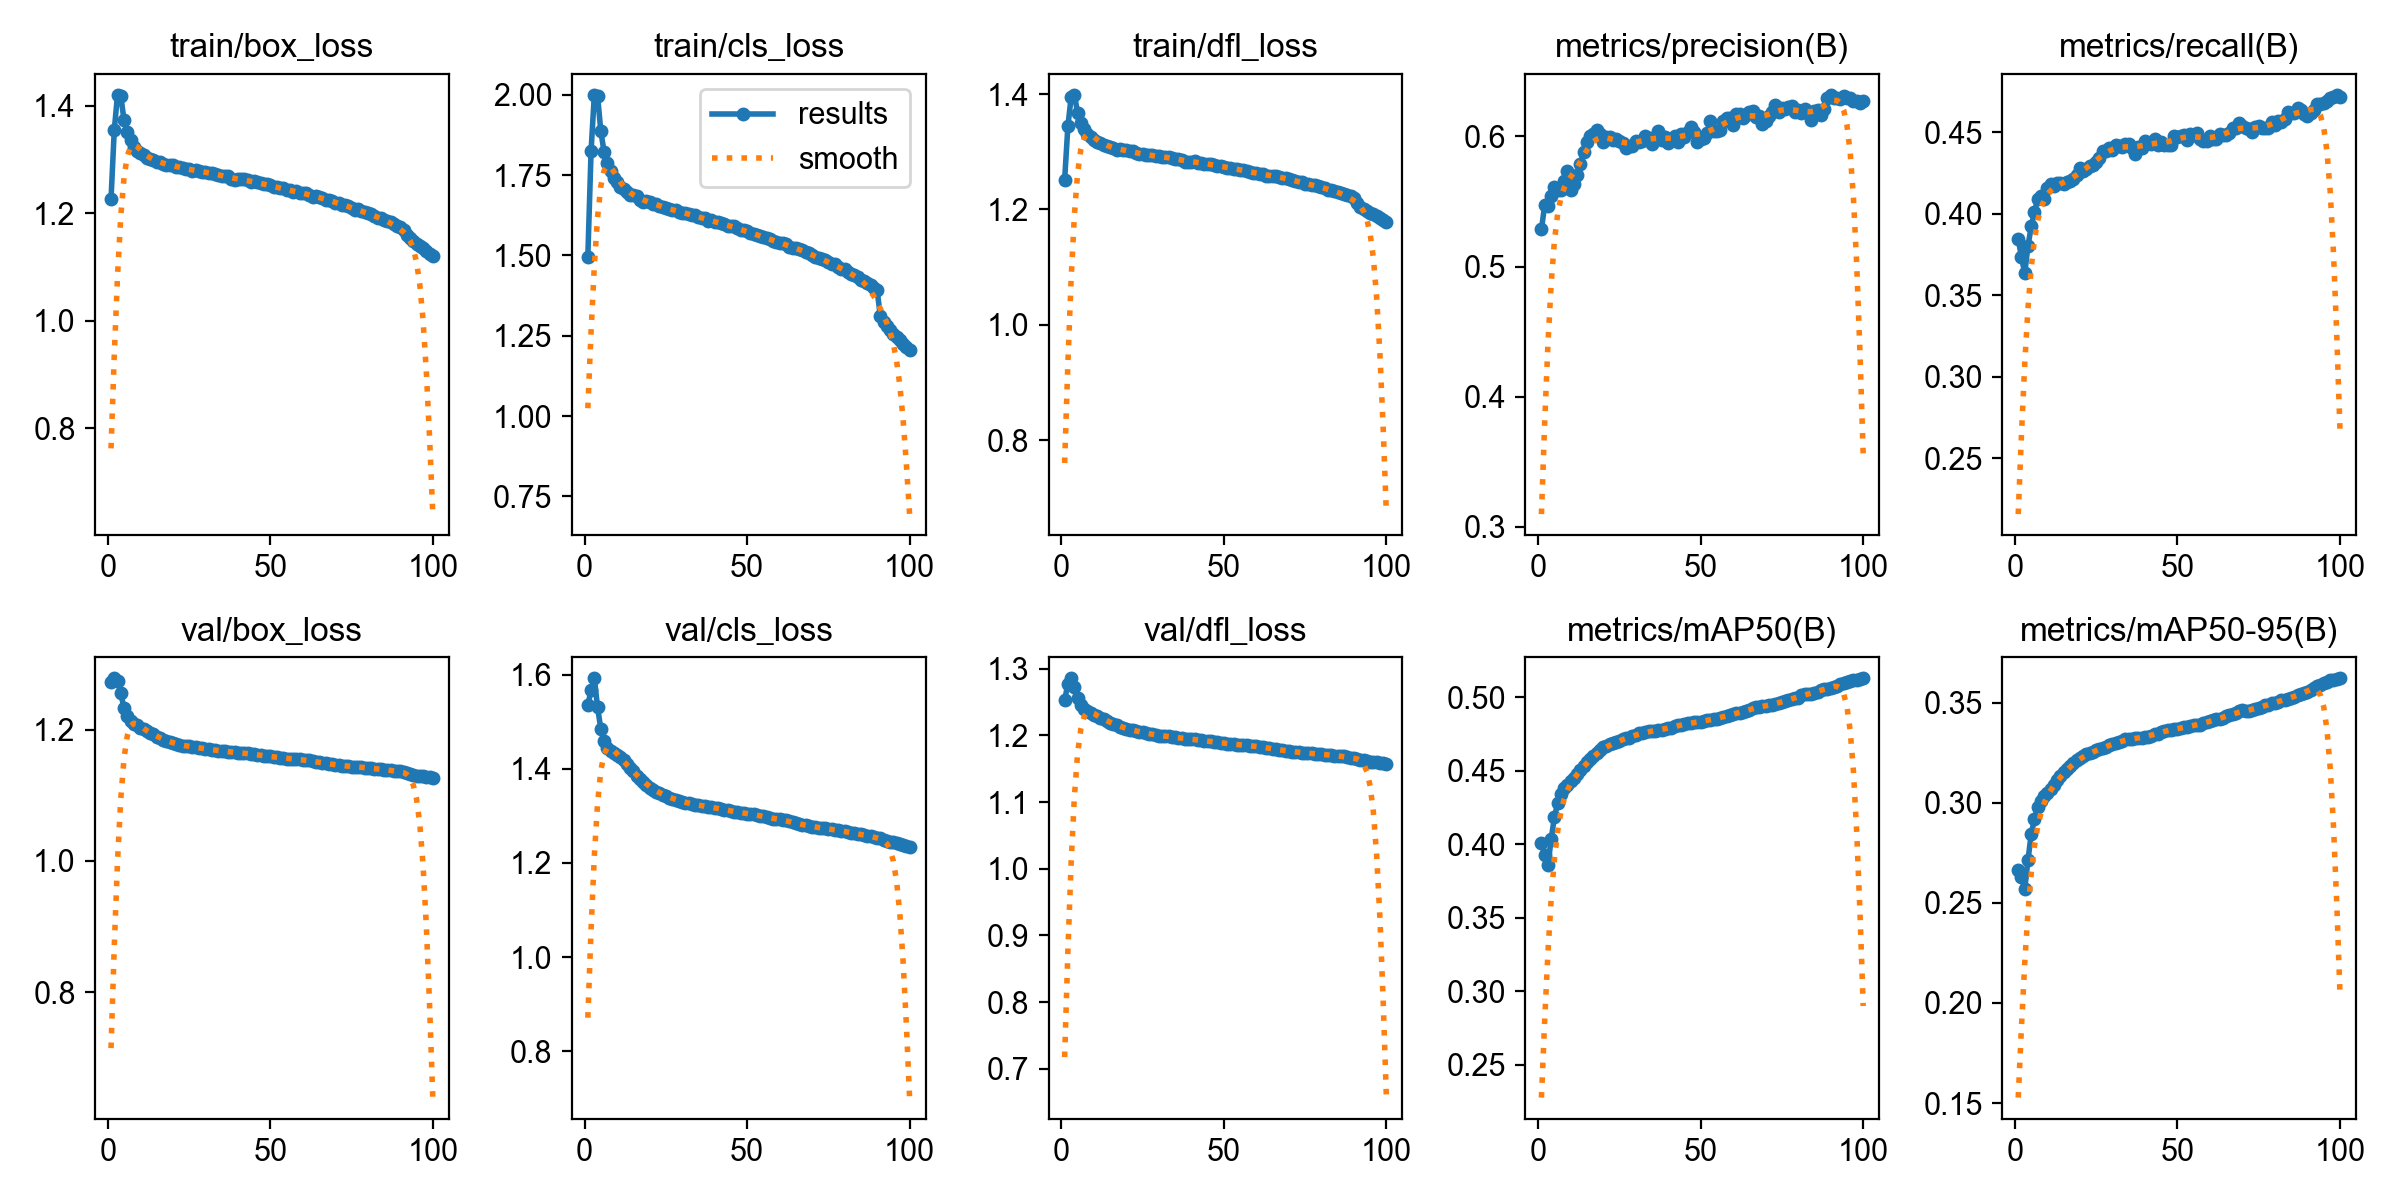 train/box_loss
1.4
1.2
1.0
0.8
0 50 100
train/cls_loss
results
smooth
2.00
1.75
1.50
1.25
1.00
0.75
0 50 100
train/dfl_loss
1.4
1.2
1.0
0.8
0 50 100
metrics/precision(B)
0.6
0.5
0.4
0.3
0 50 100
metrics/recall(B)
0.45
0.40
0.35
0.30
0.25
0 50 100
val/box_loss
1.2
1.0
0.8
0 50 100
val/cls_loss
1.6
1.4
1.2
1.0
0.8
0 50 100
val/dfl_loss
1.3
1.2
1.1
1.0
0.9
0.8
0.7
0 50 100
metrics/mAP50(B)
0.50
0.45
0.40
0.35
0.30
0.25
0 50 100
metrics/mAP50-95(B)
0.35
0.30
0.25
0.20
0.15
0 50 100